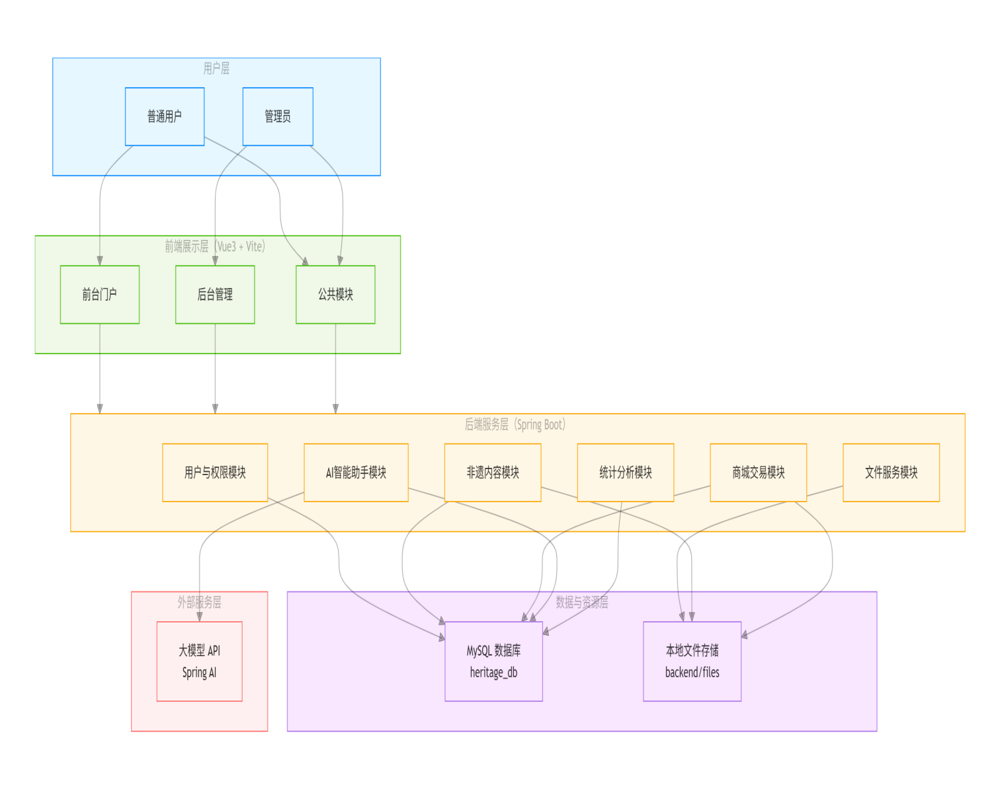 用户层
普通用户
管理员
前端展示层（Vue3 + Vite）
前台门户
后台管理
公共模块
后端服务层（Spring Boot）
用户与权限模块
AI智能助手模块
非遗内容模块
统计分析模块
商城交易模块
文件服务模块
外部服务层
大模型 API
Spring AI
数据与资源层
MySQL 数据库
heritage_db
本地文件存储
backend/files